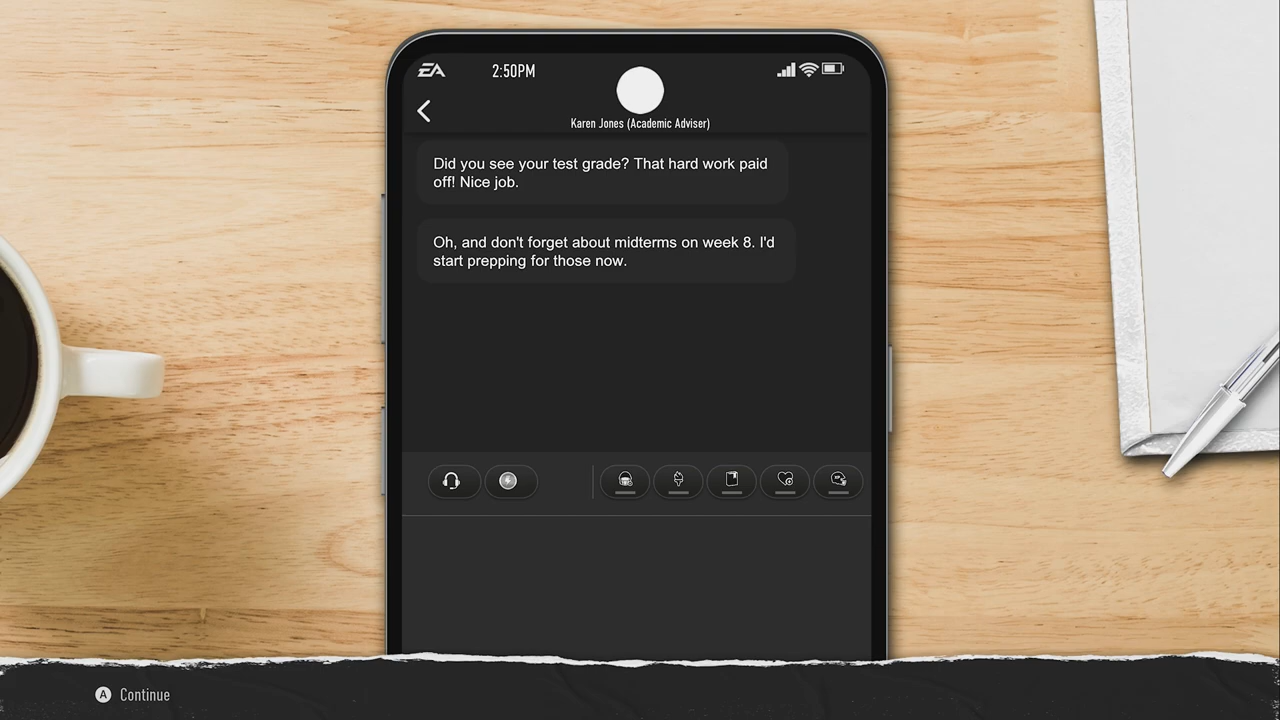 EA
2:50PM
Karen Jones (Academic Adviser)
Did you see your test grade? That hard work paid
off! Nice job.
Oh, and don't forget about midterms on week 8. I'd
start prepping for those now.
A Continue